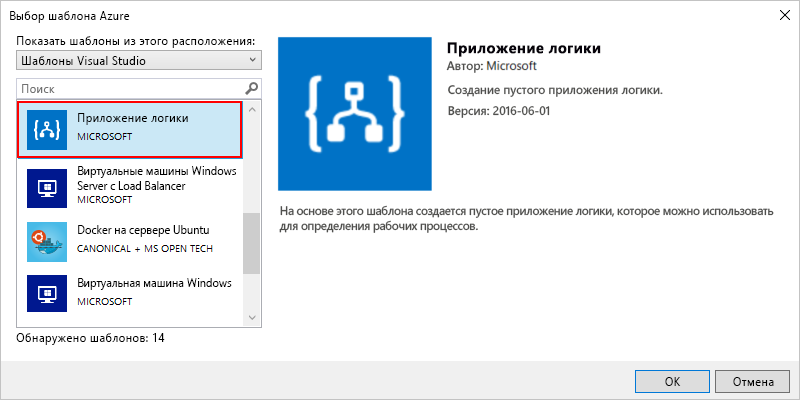 Выбор шаблона Azure
Показать шаблоны из этого расположения:
Шаблоны Visual Studio
Поиск
Приложение логики
MICROSOFT
Виртуальные машины Windows
Server с Load Balancer
MICROSOFT
Docker на сервере Ubuntu
CANONICAL + MS OPEN TECH
Виртуальная машина Windows
MICROSOFT
Обнаружено шаблонов: 14
Приложение логики
Автор: Microsoft
Создание пустого приложения логики.
Версия: 2016-06-01
На основе этого шаблона создается пустое приложение логики, которое можно использовать
для определения рабочих процессов.
OK
Отмена